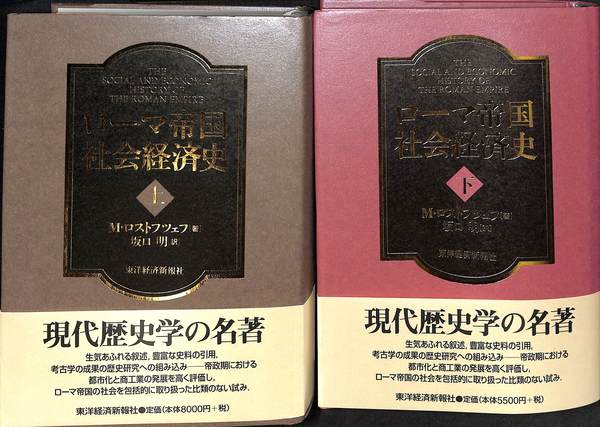 THE
SOCIAL AND ECONOMIC
HISTORY OF
THE ROMAN EMPIRE
ローマ帝国
社会経済史
上
M・ロストフツェフ 著
坂口 明 訳
東洋経済新報社
現代歴史学の名著
生気あふれる叙述,豊富な史料の引用,
考古学の成果の歴史研究への組み込み——帝政期における
都市化と商工業の発展を高く評価し,
ローマ帝国の社会を包括的に取り扱った比類のない試み.
東洋経済新報社●定価(本体8000円+税)
THE
SOCIAL AND ECONOMIC
HISTORY OF
THE ROMAN EMPIRE
ローマ帝国
社会経済史
下
M・ロストフツェフ 著
坂口 明 訳
東洋経済新報社
現代歴史学の名著
生気あふれる叙述,豊富な史料の引用,
考古学の成果の歴史研究への組み込み——帝政期における
都市化と商工業の発展を高く評価し,
ローマ帝国の社会を包括的に取り扱った比類のない試み.
東洋経済新報社●定価(本体5500円+税)